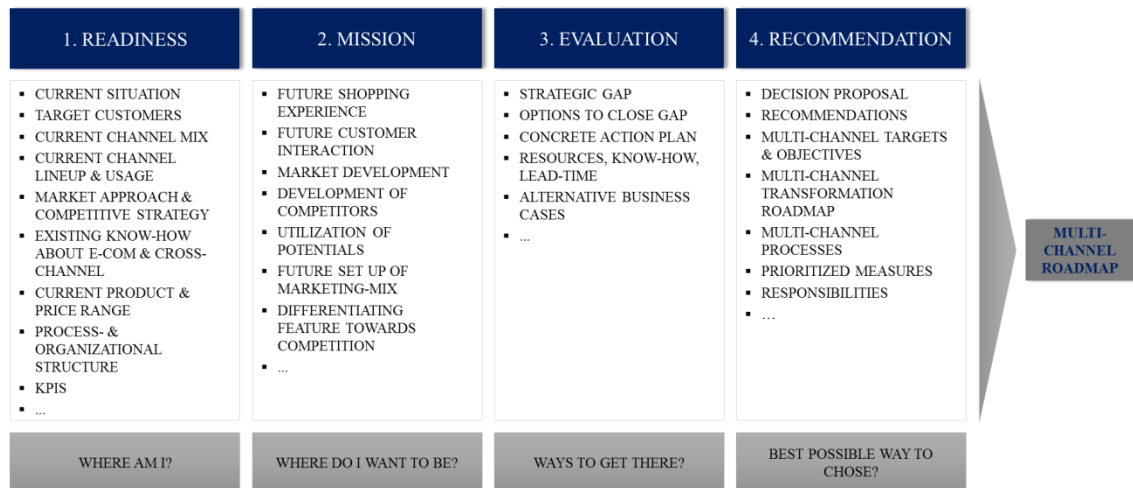 1. READINESS
▪ CURRENT SITUATION
▪ TARGET CUSTOMERS
▪ CURRENT CHANNEL MIX
▪ CURRENT CHANNEL
LINEUP & USAGE
▪ MARKET APPROACH &
COMPETITIVE STRATEGY
▪ EXISTING KNOW-HOW
ABOUT E-COM & CROSS-
CHANNEL
▪ CURRENT PRODUCT &
PRICE RANGE
▪ PROCESS- &
ORGANIZATIONAL
STRUCTURE
▪ KPIS
▪ ...
WHERE AM I?
2. MISSION
▪ FUTURE SHOPPING
EXPERIENCE
▪ FUTURE CUSTOMER
INTERACTION
▪ MARKET DEVELOPMENT
▪ DEVELOPMENT OF
COMPETITORS
▪ UTILIZATION OF
POTENTIALS
▪ FUTURE SET UP OF
MARKETING-MIX
▪ DIFFERENTIATING
FEATURE TOWARDS
COMPETITION
▪ ...
WHERE DO I WANT TO BE?
3. EVALUATION
▪ STRATEGIC GAP
▪ OPTIONS TO CLOSE GAP
▪ CONCRETE ACTION PLAN
▪ RESOURCES, KNOW-HOW,
LEAD-TIME
▪ ALTERNATIVE BUSINESS
CASES
▪ ...
WAYS TO GET THERE?
4. RECOMMENDATION
▪ DECISION PROPOSAL
▪ RECOMMENDATIONS
▪ MULTI-CHANNEL TARGETS
& OBJECTIVES
▪ MULTI-CHANNEL
TRANSFORMATION
ROADMAP
▪ MULTI-CHANNEL
PROCESSES
▪ PRIORITIZED MEASURES
▪ RESPONSIBILITIES
▪ …
BEST POSSIBLE WAY TO
CHOSE?
MULTI-
CHANNEL
ROADMAP